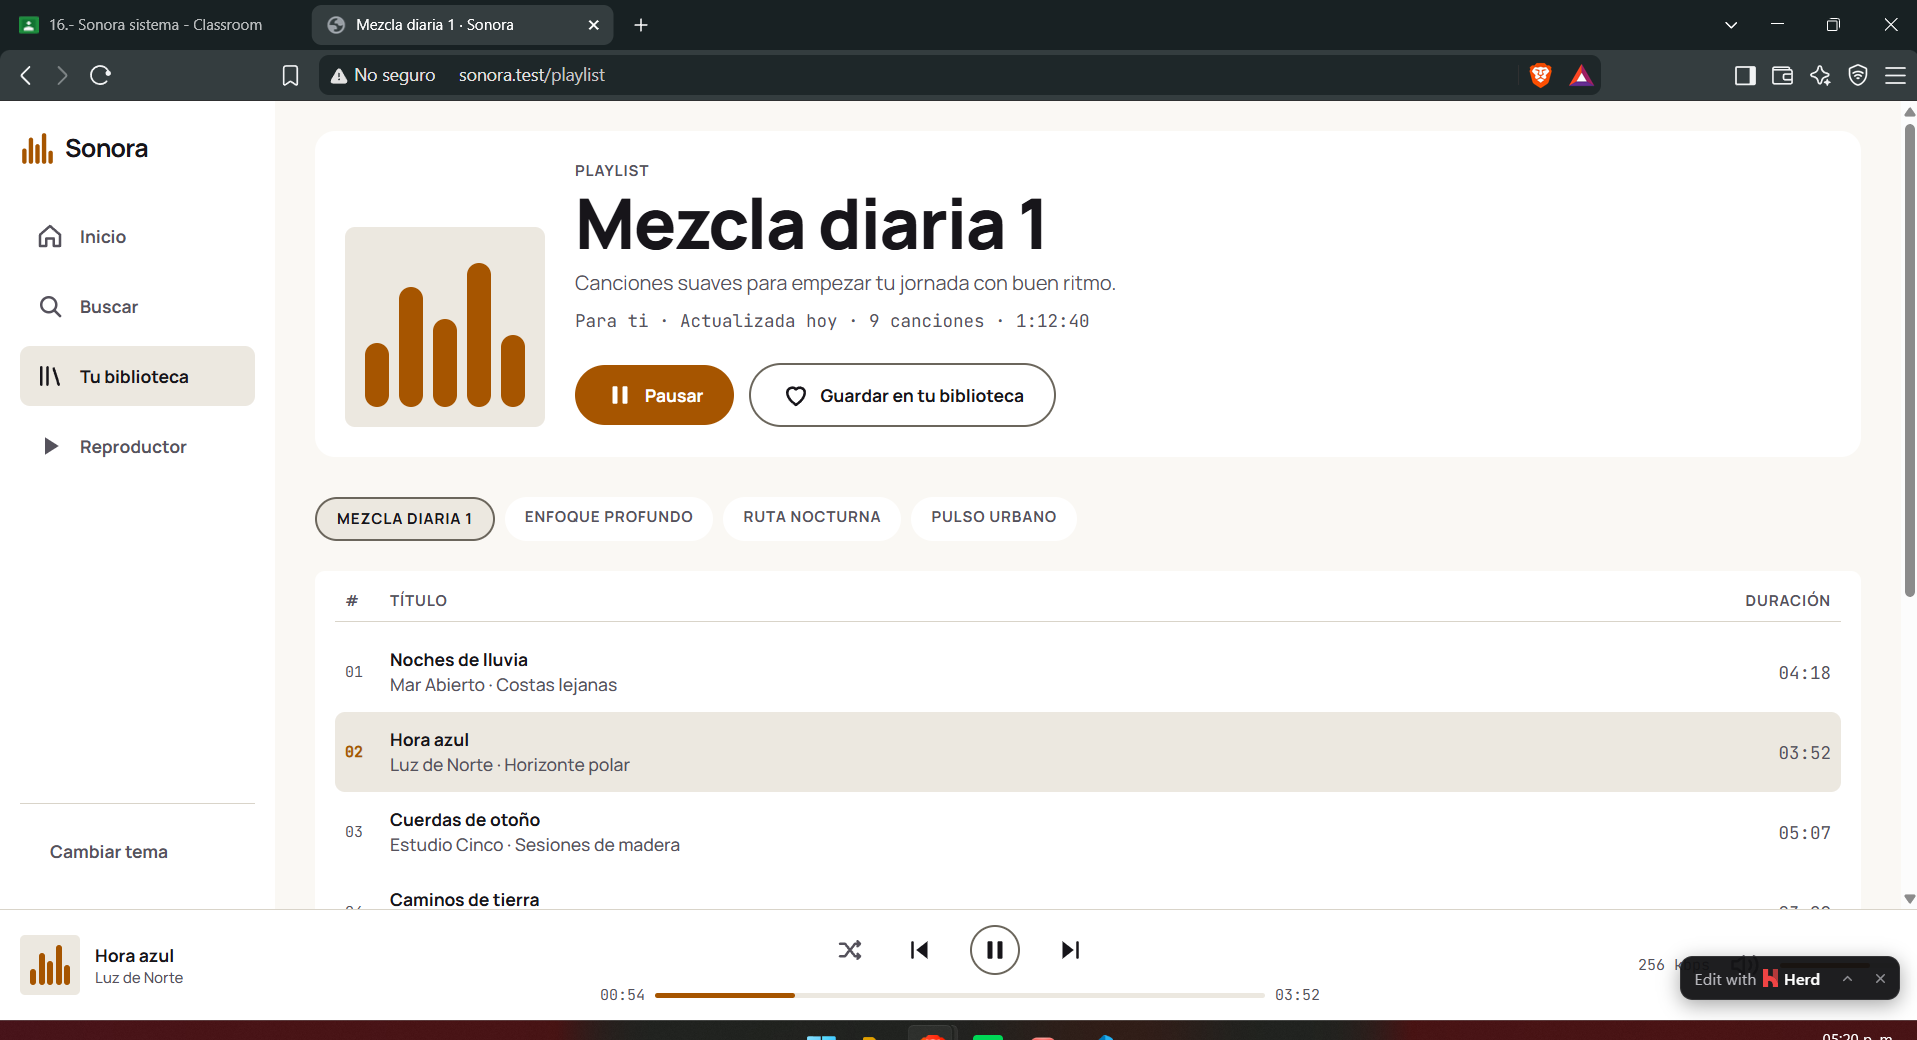 16.- Sonora sistema - Classroom
Mezcla diaria 1 · Sonora
No seguro
sonora.test/playlist
Sonora
Inicio
Buscar
Tu biblioteca
Reproductor
Cambiar tema
PLAYLIST
Mezcla diaria 1
Canciones suaves para empezar tu jornada con buen ritmo.
Para ti · Actualizada hoy · 9 canciones · 1:12:40
Pausar
Guardar en tu biblioteca
MEZCLA DIARIA 1
ENFOQUE PROFUNDO
RUTA NOCTURNA
PULSO URBANO
# TÍTULO DURACIÓN
01
Noches de lluvia
Mar Abierto · Costas lejanas
04:18
02
Hora azul
Luz de Norte · Horizonte polar
03:52
03
Cuerdas de otoño
Estudio Cinco · Sesiones de madera
05:07
Caminos de tierra
Hora azul
Luz de Norte
00:54
03:52
256
Edit with Herd